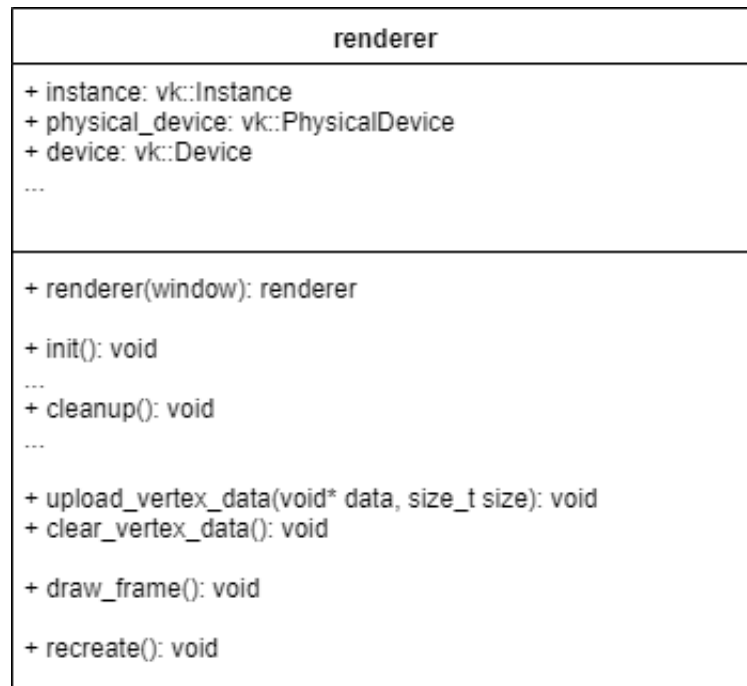 renderer
+ instance: vk::Instance
+ physical_device: vk::PhysicalDevice
+ device: vk::Device
...
+ renderer(window): renderer
+ init(): void
...
+ cleanup(): void
...
+ upload_vertex_data(void* data, size_t size): void
+ clear_vertex_data(): void
+ draw_frame(): void
+ recreate(): void